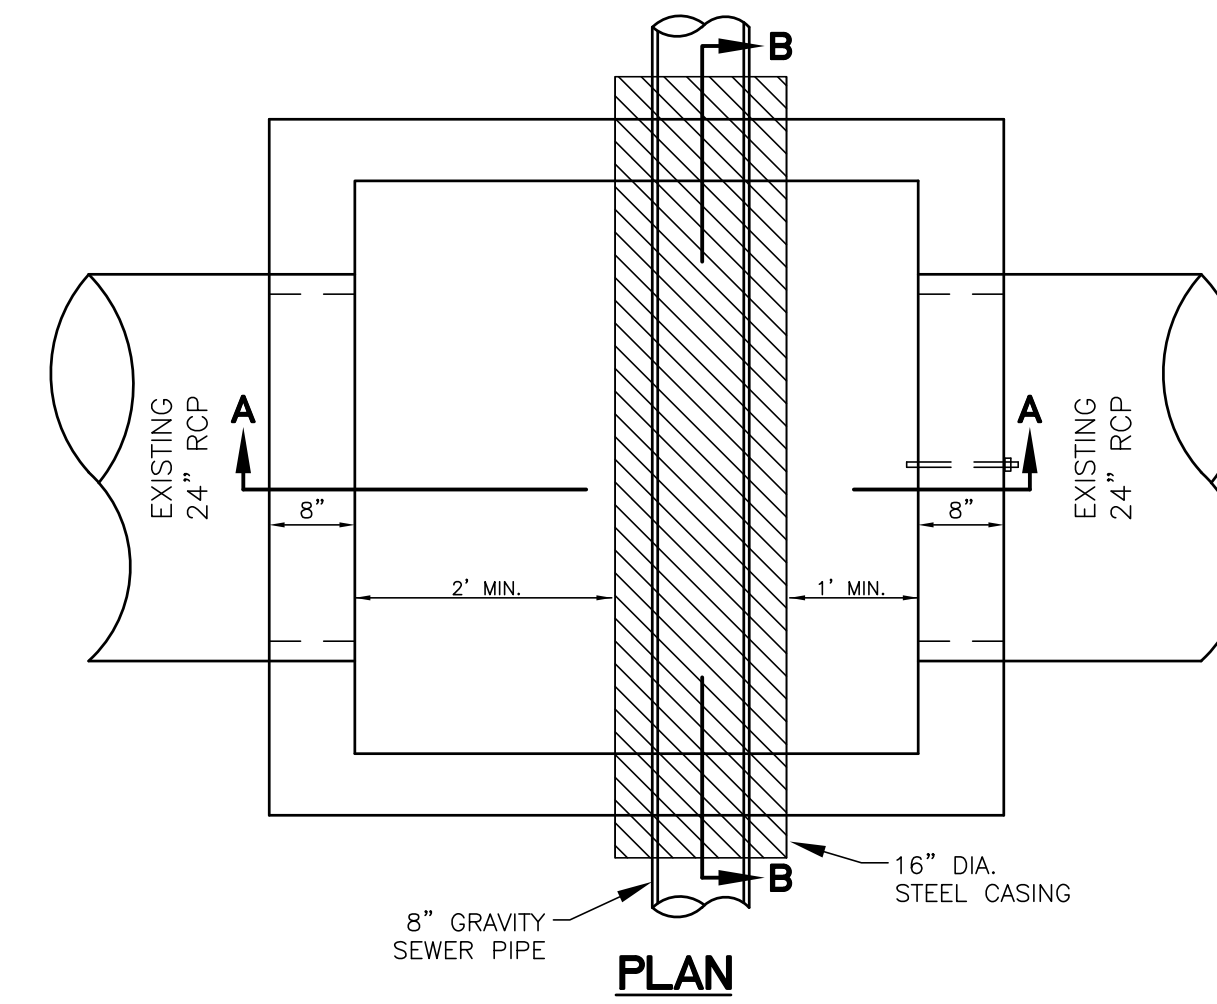 B
A
A
EXISTING
24” RCP
EXISTING
24” RCP
8”
8”
2’ MIN.
1’ MIN.
16” DIA.
STEEL CASING
B
8” GRAVITY
SEWER PIPE
PLAN